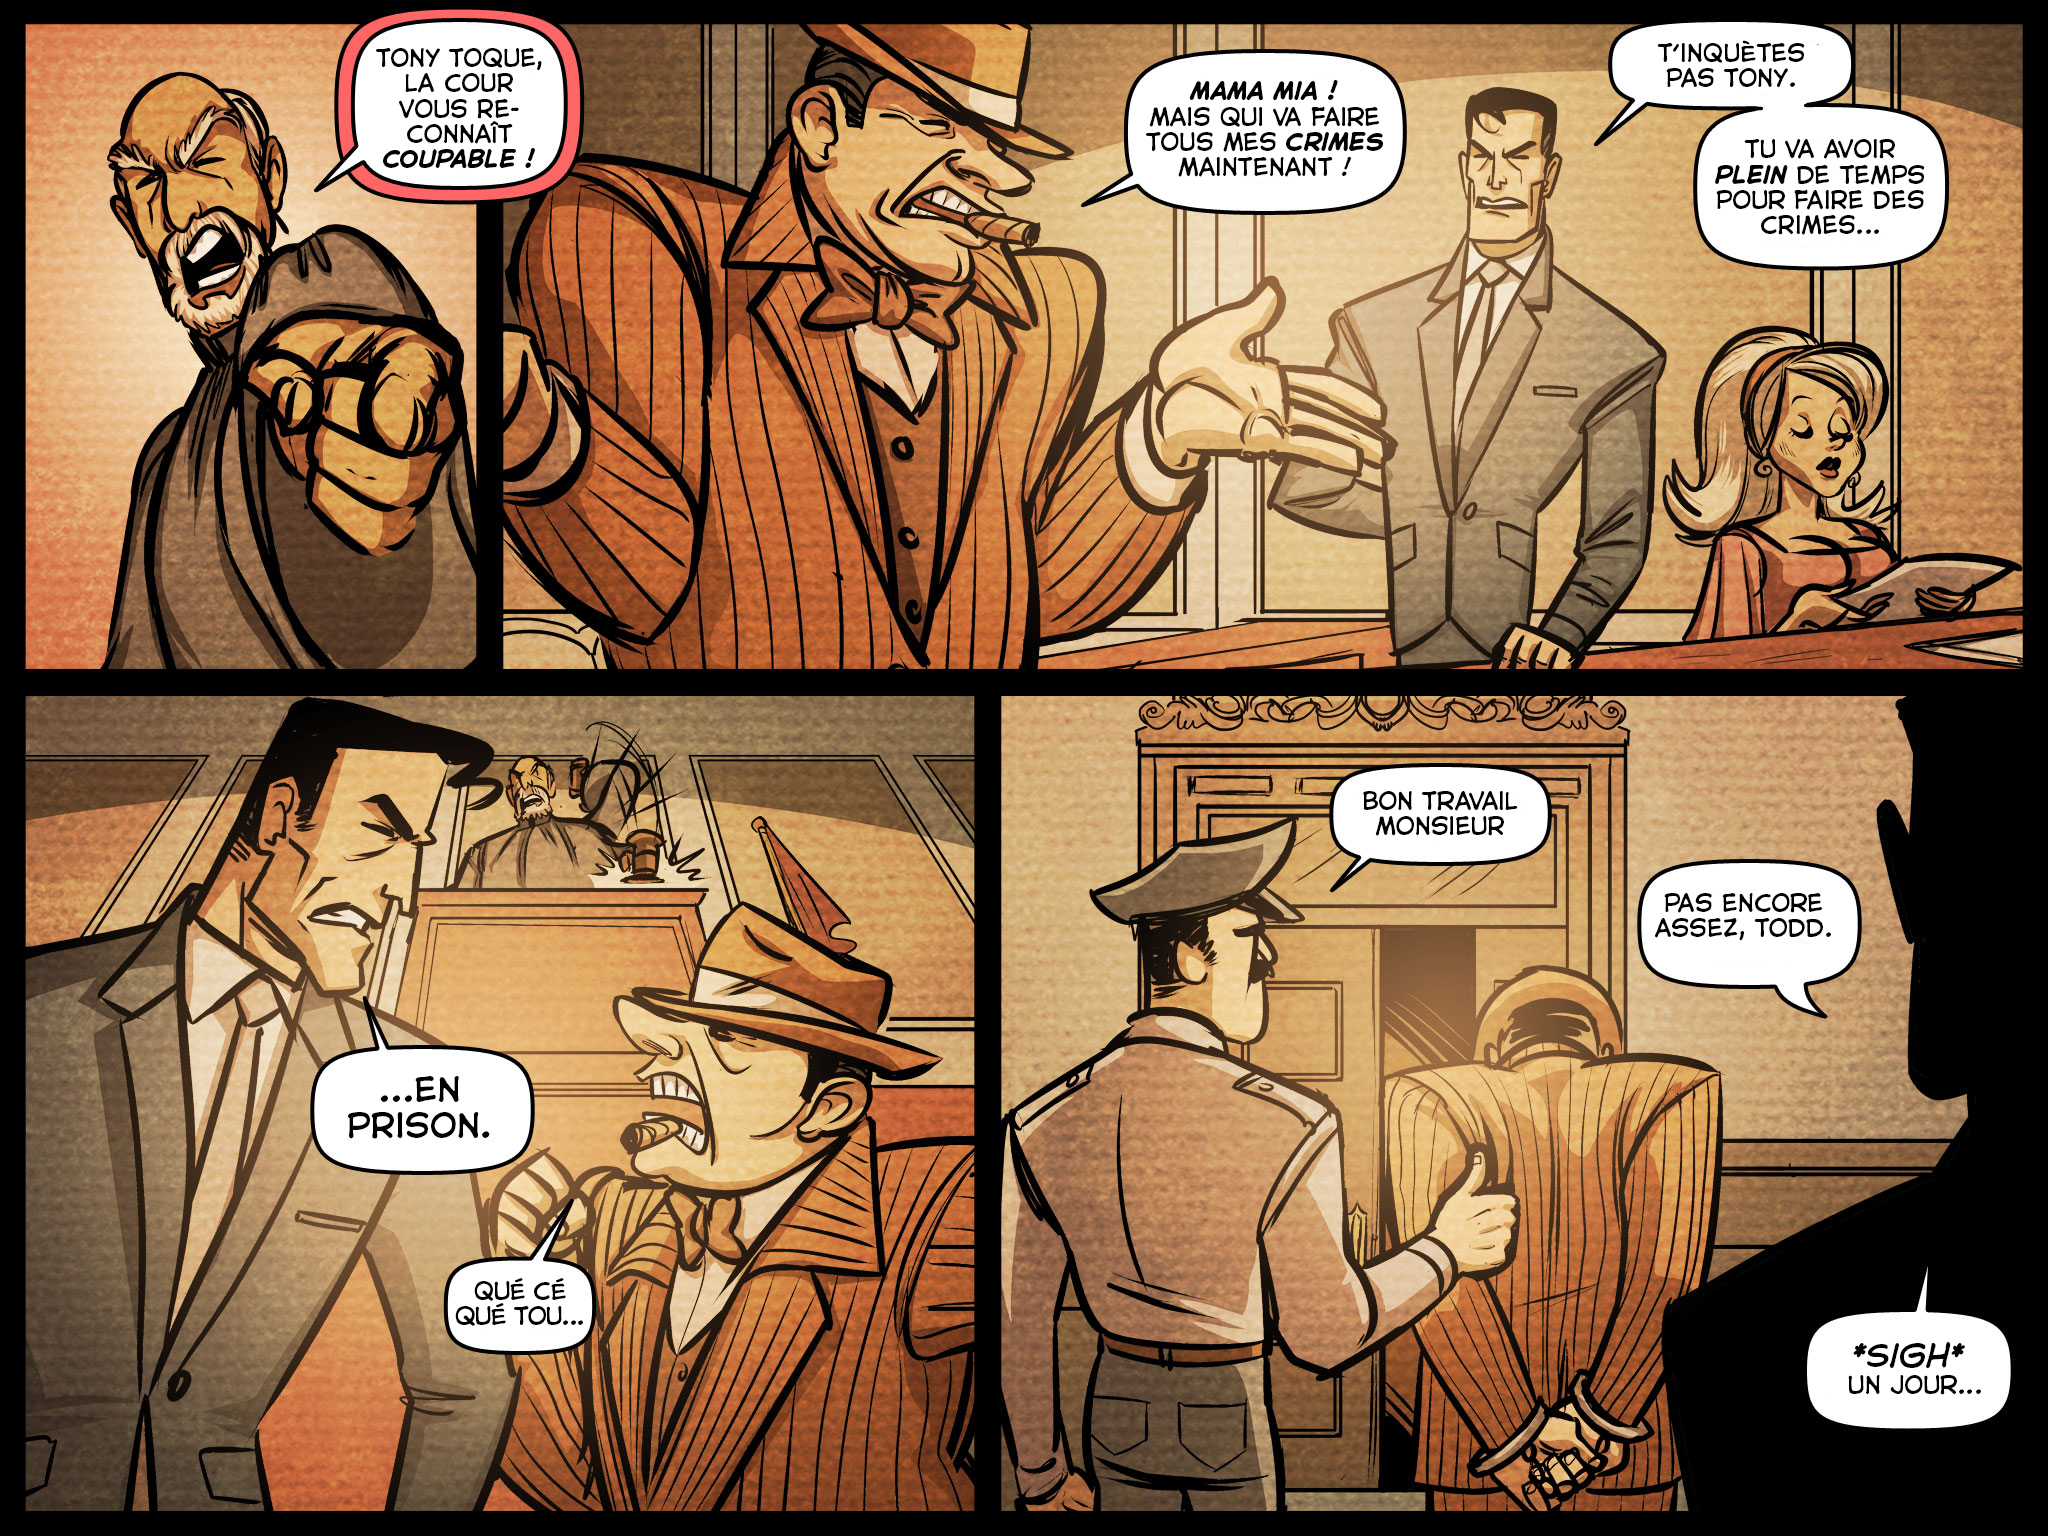 TONY TOQUE,
LA COUR
VOUS RE-
CONNAÎT
COUPABLE !
MAMA MIA !
MAIS QUI VA FAIRE
TOUS MES CRIMES
MAINTENANT !
T'INQUÈTES
PAS TONY.
TU VA AVOIR
PLEIN DE TEMPS
POUR FAIRE DES
CRIMES...
...EN
PRISON.
QUÉ CÉ
QUÉ TOU...
BON TRAVAIL
MONSIEUR
PAS ENCORE
ASSEZ, TODD.
*SIGH*
UN JOUR...